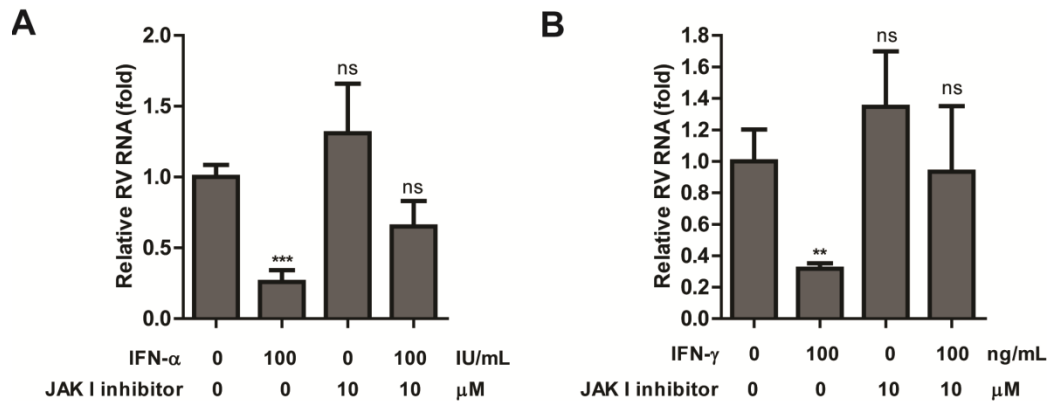 A
Relative RV RNA (fold)
2.0
1.5
1.0
0.5
0.0
***
ns
ns
IFN-α 0 100 0 100 IU/mL
JAK I inhibitor 0 0 10 10 μM
B
Relative RV RNA (fold)
1.8
1.6
1.4
1.2
1.0
0.8
0.6
0.4
0.2
0.0
**
ns
ns
IFN-γ 0 100 0 100 ng/mL
JAK I inhibitor 0 0 10 10 μM